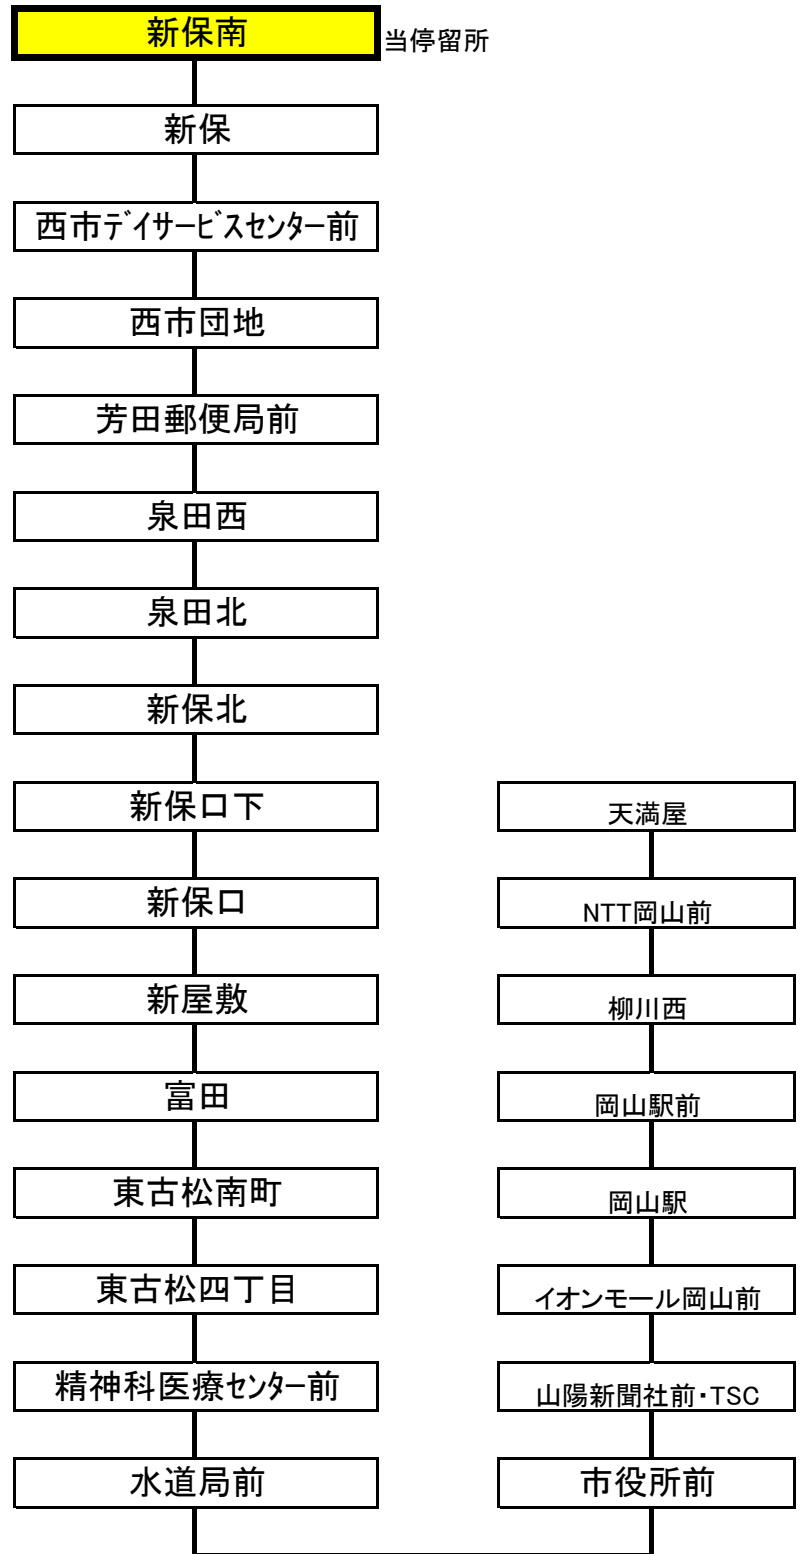 新保南
当停留所
新保
西市ﾃﾞｲｻｰﾋﾞｽｾﾝﾀｰ前
西市団地
芳田郵便局前
泉田西
泉田北
新保北
新保口下
新保口
新屋敷
富田
東古松南町
東古松四丁目
精神科医療ｾﾝﾀｰ前
水道局前
市役所前
山陽新聞社前・TSC
イオンモール岡山前
岡山駅
岡山駅前
柳川西
NTT岡山前
天満屋